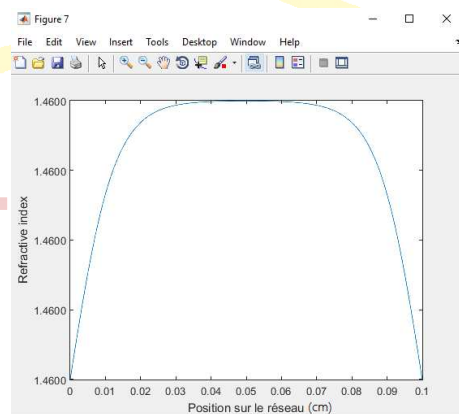 Figure 7
File Edit View Insert Tools Desktop Window Help
1.4600
1.4600
1.4600
1.4600
1.4600
Refractive index
0 0.01 0.02 0.03 0.04 0.05 0.06 0.07 0.08 0.09 0.1
Position sur le réseau (cm)